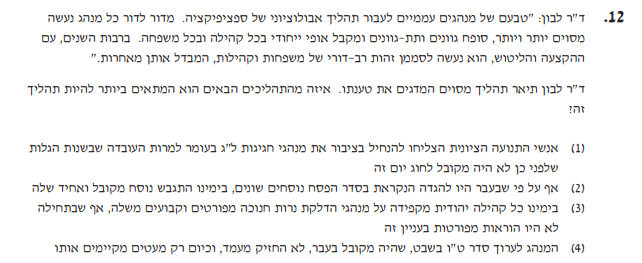 12. ד"ר לבון: "טבעם של מנהגים עממיים לעבור תהליך אבולוציוני של ספציפיקציה. מדור לדור כל מנהג נעשה
מסוים יותר ויותר, סופח גוונים ותת-גוונים ומקבל אופי ייחודי בכל קהילה ובכל משפחה. ברבות השנים, עם
ההקצעה והליטוש, הוא נעשה לסממן זהות רב-דורי של משפחות וקהילות, המבדל אותן מאחרות."
ד"ר לבון תיאר תהליך מסוים המדגים את טענתו. איזה מהתהליכים הבאים הוא המתאים ביותר להיות תהליך
זה?
(1) אנשי התנועה הציונית הצליחו להנחיל בציבור את מנהגי חגיגות ל"ג בעומר למרות העובדה שבשנות הגלות
שלפני כן לא היה מקובל לחוג יום זה
(2) אף על פי שבעבר היו להגדה הנקראת בסדר הפסח נוסחים שונים, בימינו התגבש נוסח מקובל ואחיד שלה
(3) בימינו כל קהילה יהודית מקפידה על מנהגי הדלקת נרות חנוכה מפורטים וקבועים משלה, אף שבתחילה
לא היו הוראות מפורטות בעניין זה
(4) המנהג לערוך סדר ט"ו בשבט, שהיה מקובל בעבר, לא החזיק מעמד, וכיום רק מעטים מקיימים אותו